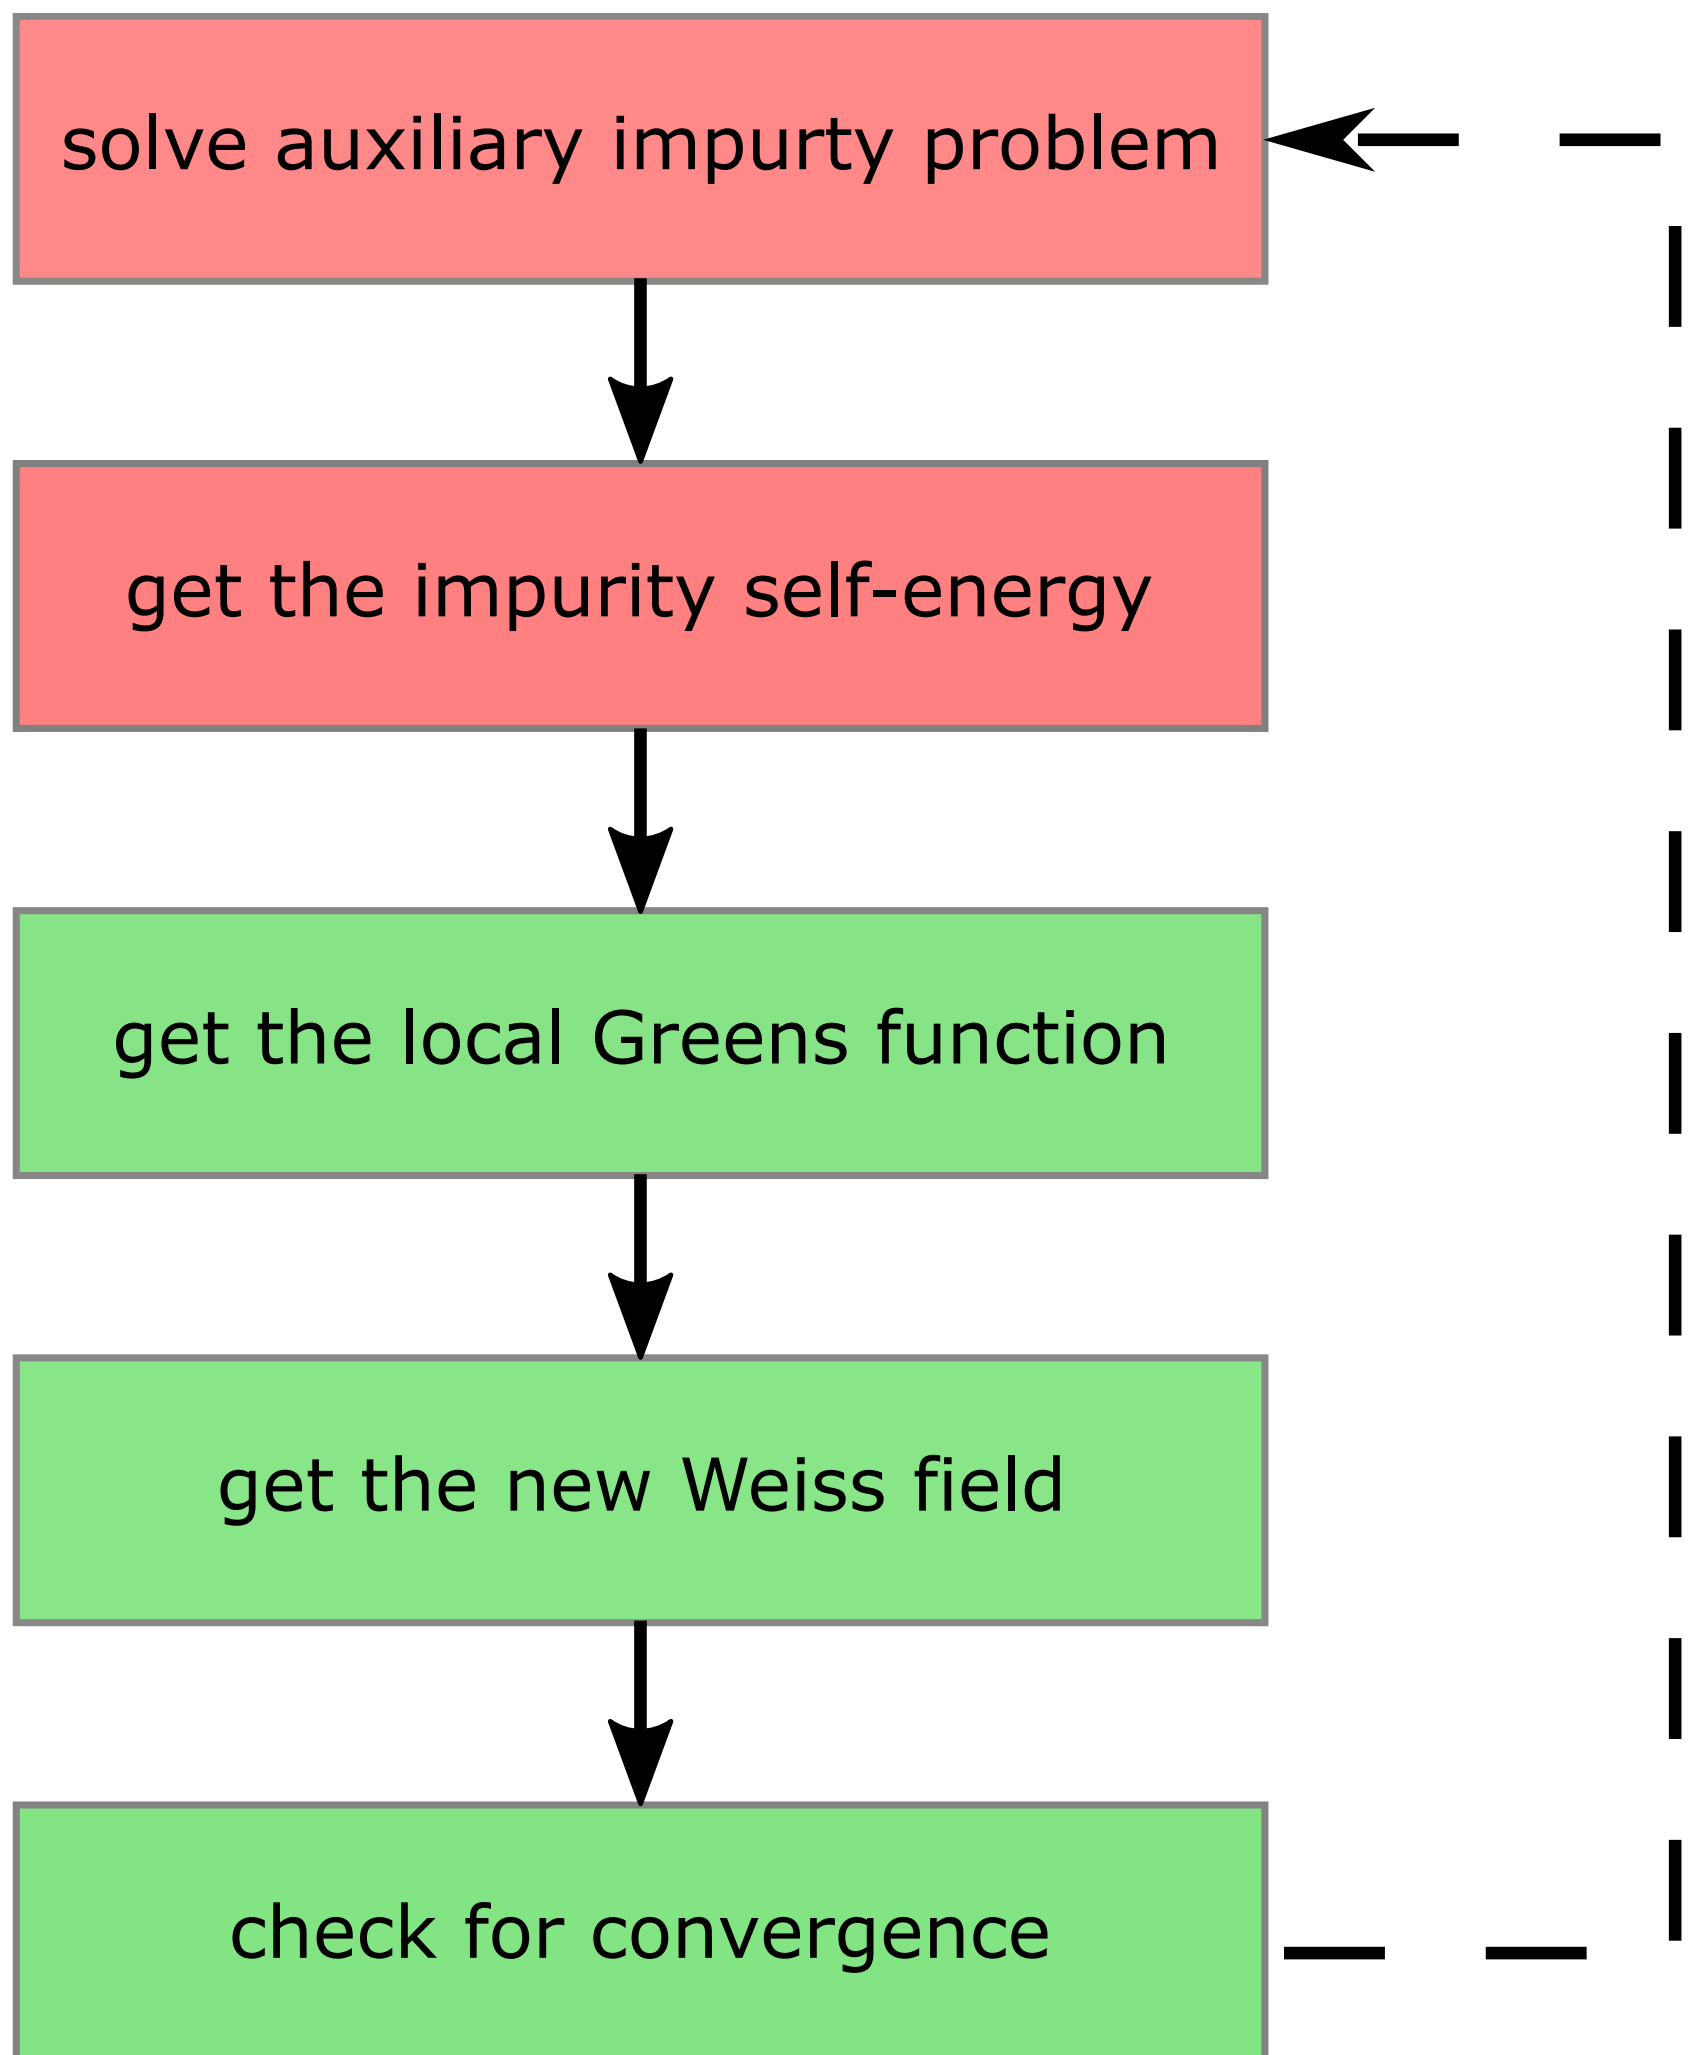 solve auxiliary impurty problem
get the impurity self-energy
get the local Greens function
get the new Weiss field
check for convergence